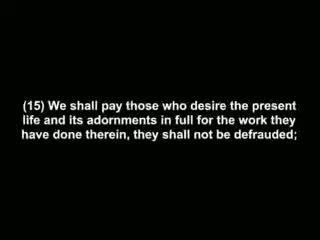 (15) We shall pay those who desire the present
life and its adornments in full for the work they
have done therein, they shall not be defrauded;